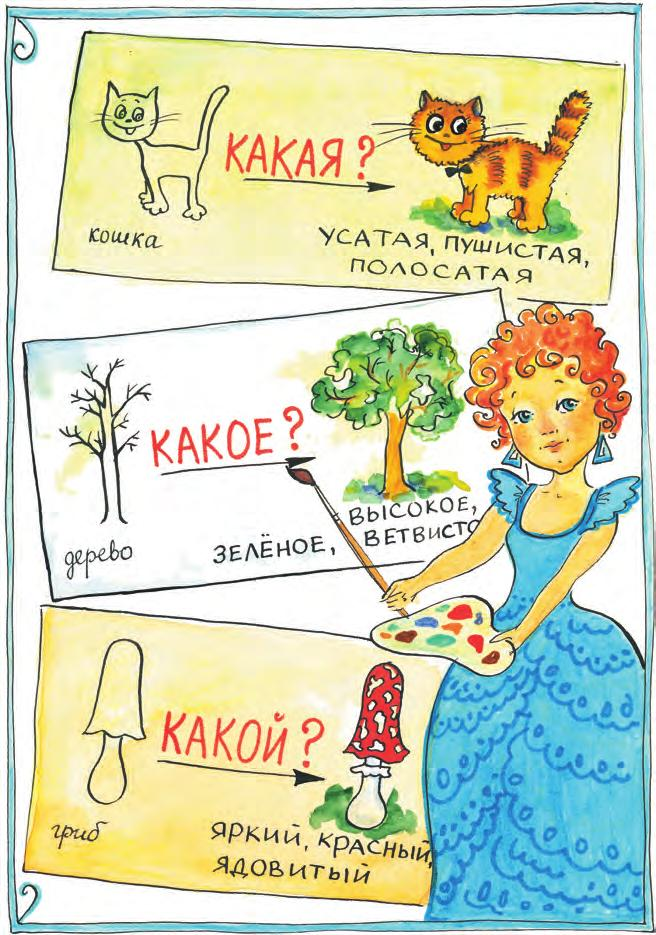 КАКАЯ?
кошка
УСАТАЯ, ПУШИСТАЯ,
ПОЛОСАТАЯ
КАКОЕ?
дерево
ВЫСОКОЕ,
ЗЕЛЁНОЕ, ВЕТВИСТО
КАКОЙ?
гриб
ЯРКИЙ, КРАСНЫЙ,
ЯДОВИТЫЙ